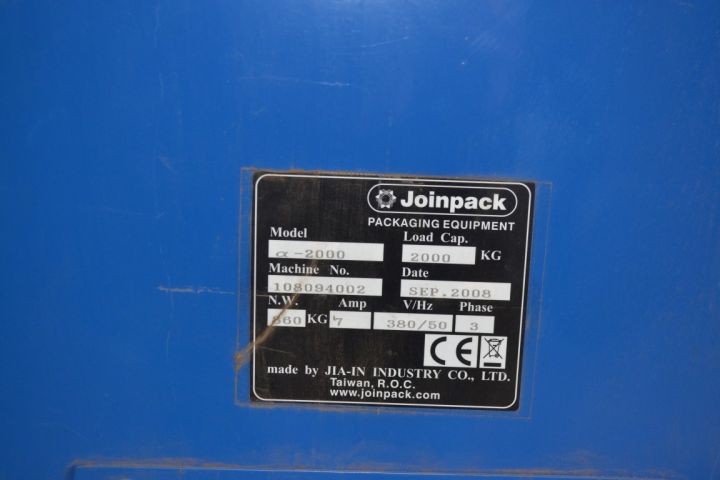 Joinpack
PACKAGING EQUIPMENT
Model Load Cap.
α-2000 2000 KG
Machine No. Date
108094002 SEP.2008
N.W. Amp V/Hz Phase
860 KG 7 380/50 3
CE
made by JIA-IN INDUSTRY CO., LTD.
Taiwan, R.O.C.
www.joinpack.com